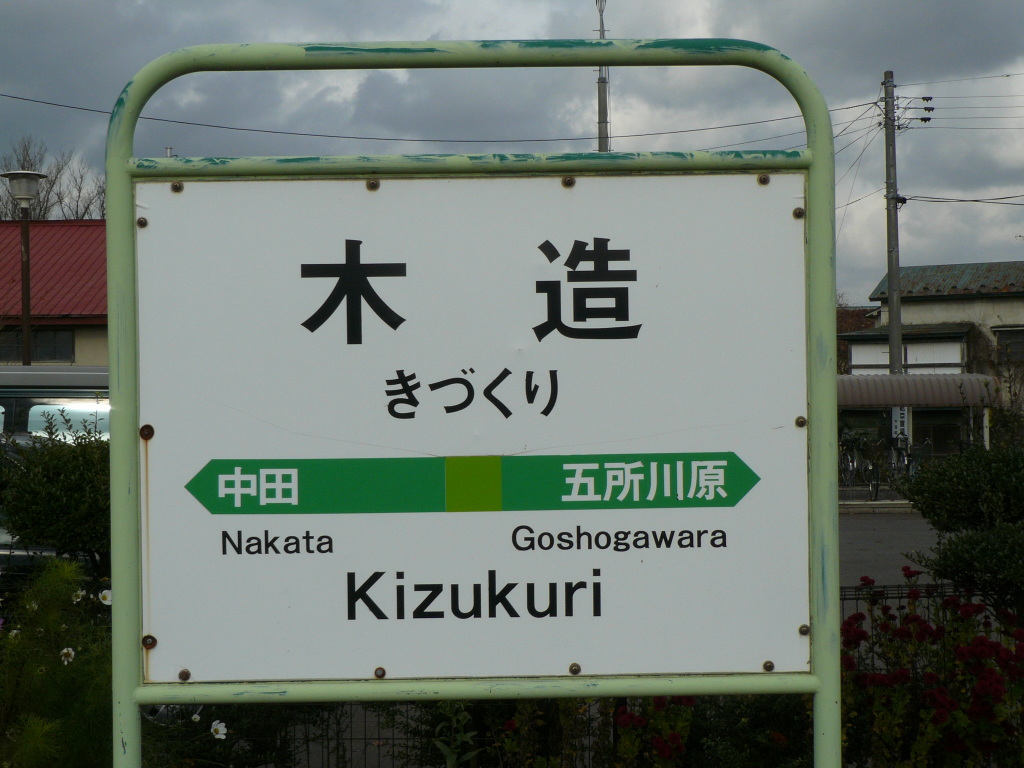 木造
きづくり
中田 五所川原
Nakata Goshogawara
Kizukuri